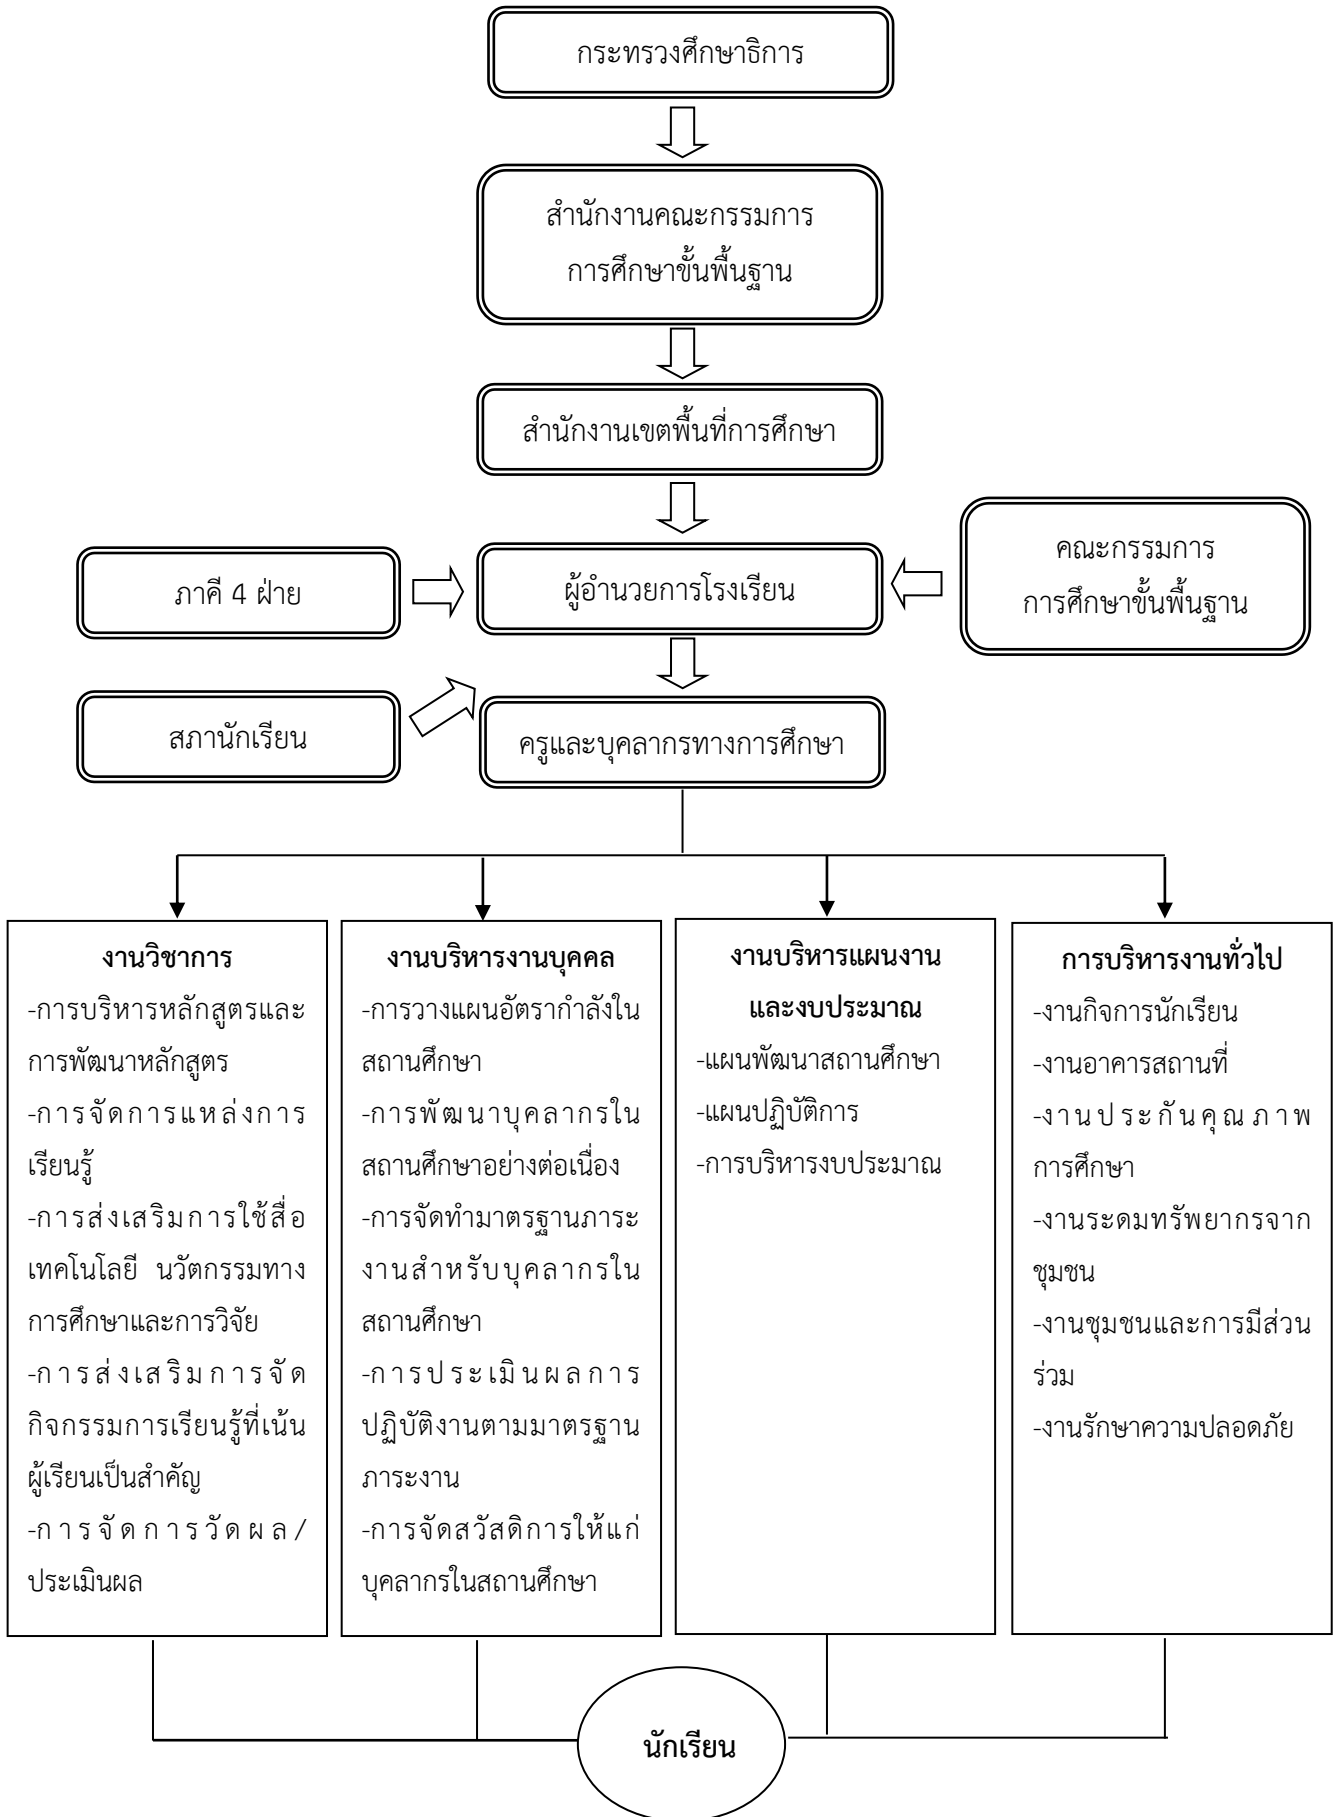 กระทรวงศึกษาธิการ
สำนักงานคณะกรรมการ
การศึกษาขั้นพื้นฐาน
สำนักงานเขตพื้นที่การศึกษา
ภาคี 4 ฝ่าย
ผู้อำนวยการโรงเรียน
คณะกรรมการ
การศึกษาขั้นพื้นฐาน
สภานักเรียน
ครูและบุคลากรทางการศึกษา
งานวิชาการ
-การบริหารหลักสูตรและ
การพัฒนาหลักสูตร
-การจัดการแหล่งการ
เรียนรู้
-การส่งเสริมการใช้สื่อ
เทคโนโลยี นวัตกรรมทาง
การศึกษาและการวิจัย
-การส่งเสริมการจัด
กิจกรรมการเรียนรู้ที่เน้น
ผู้เรียนเป็นสำคัญ
-การจัดการวัดผล/
ประเมินผล
งานบริหารงานบุคคล
-การวางแผนอัตรากำลังใน
สถานศึกษา
-การพัฒนาบุคลากรใน
สถานศึกษาอย่างต่อเนื่อง
-การจัดทำมาตรฐานภาระ
งานสำหรับบุคลากรใน
สถานศึกษา
-การประเมินผลการ
ปฏิบัติงานตามมาตรฐาน
ภาระงาน
-การจัดสวัสดิการให้แก่
บุคลากรในสถานศึกษา
งานบริหารแผนงาน
และงบประมาณ
-แผนพัฒนาสถานศึกษา
-แผนปฏิบัติการ
-การบริหารงบประมาณ
การบริหารงานทั่วไป
-งานกิจการนักเรียน
-งานอาคารสถานที่
-งานประกันคุณภาพ
การศึกษา
-งานระดมทรัพยากรจาก
ชุมชน
-งานชุมชนและการมีส่วน
ร่วม
-งานรักษาความปลอดภัย
นักเรียน